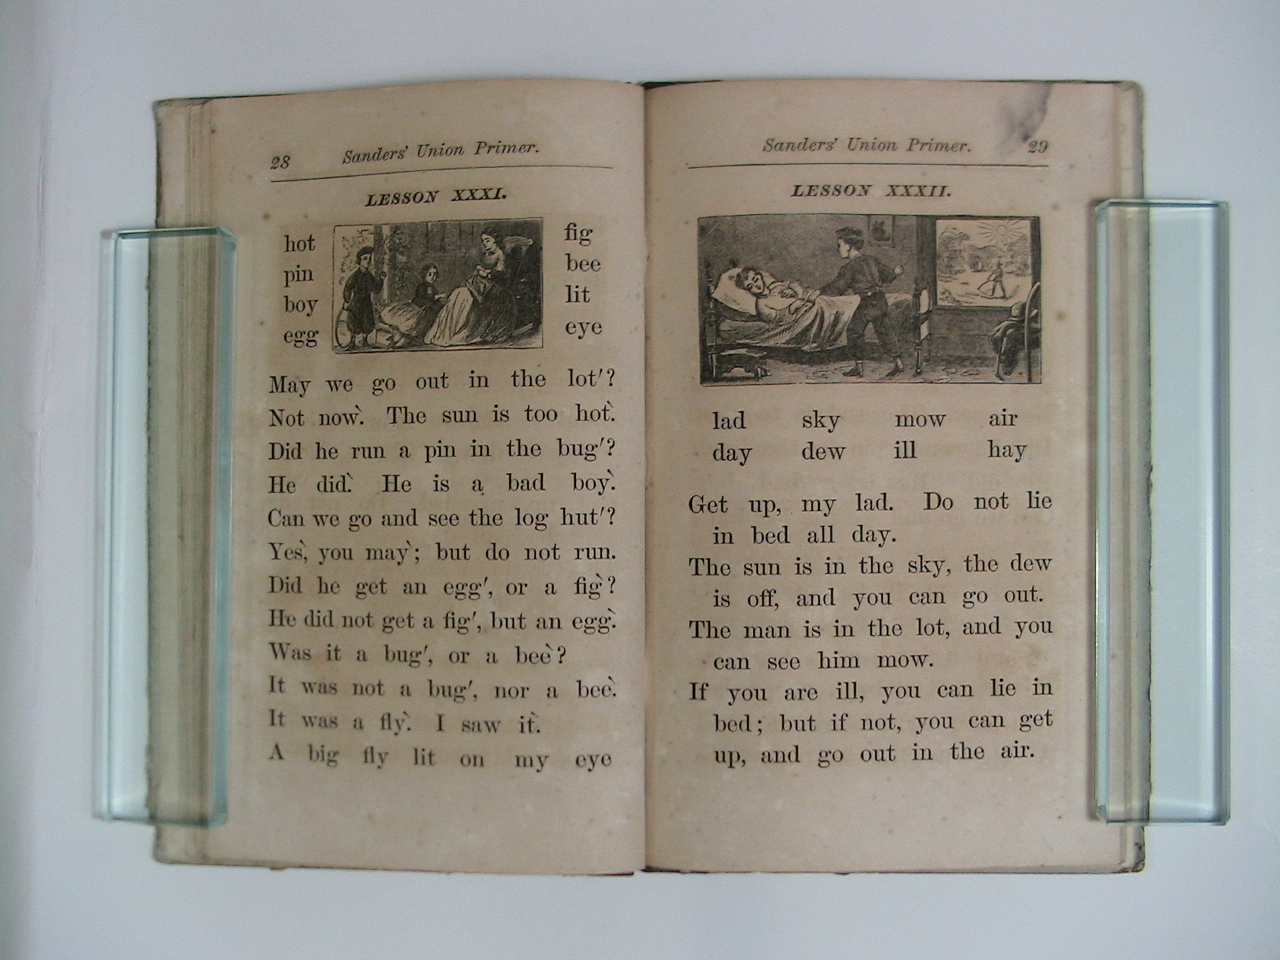 28 Sanders' Union Primer.
LESSON XXXI.
hot
pin
boy
egg
fig
bee
lit
eye
May we go out in the lot'?
Not now`. The sun is too hot`.
Did he run a pin in the bug'?
He did`. He is a bad boy`.
Can we go and see the log hut'?
Yes`, you may`; but do not run.
Did he get an egg', or a fig`?
He did not get a fig', but an egg`.
Was it a bug', or a bee`?
It was not a bug', nor a bee`.
It was a fly`. I saw it`.
A big fly lit on my eye
Sanders' Union Primer. 29
LESSON XXXII.
lad sky mow air
day dew ill hay
Get up, my lad. Do not lie
in bed all day.
The sun is in the sky, the dew
is off, and you can go out.
The man is in the lot, and you
can see him mow.
If you are ill, you can lie in
bed; but if not, you can get
up, and go out in the air.